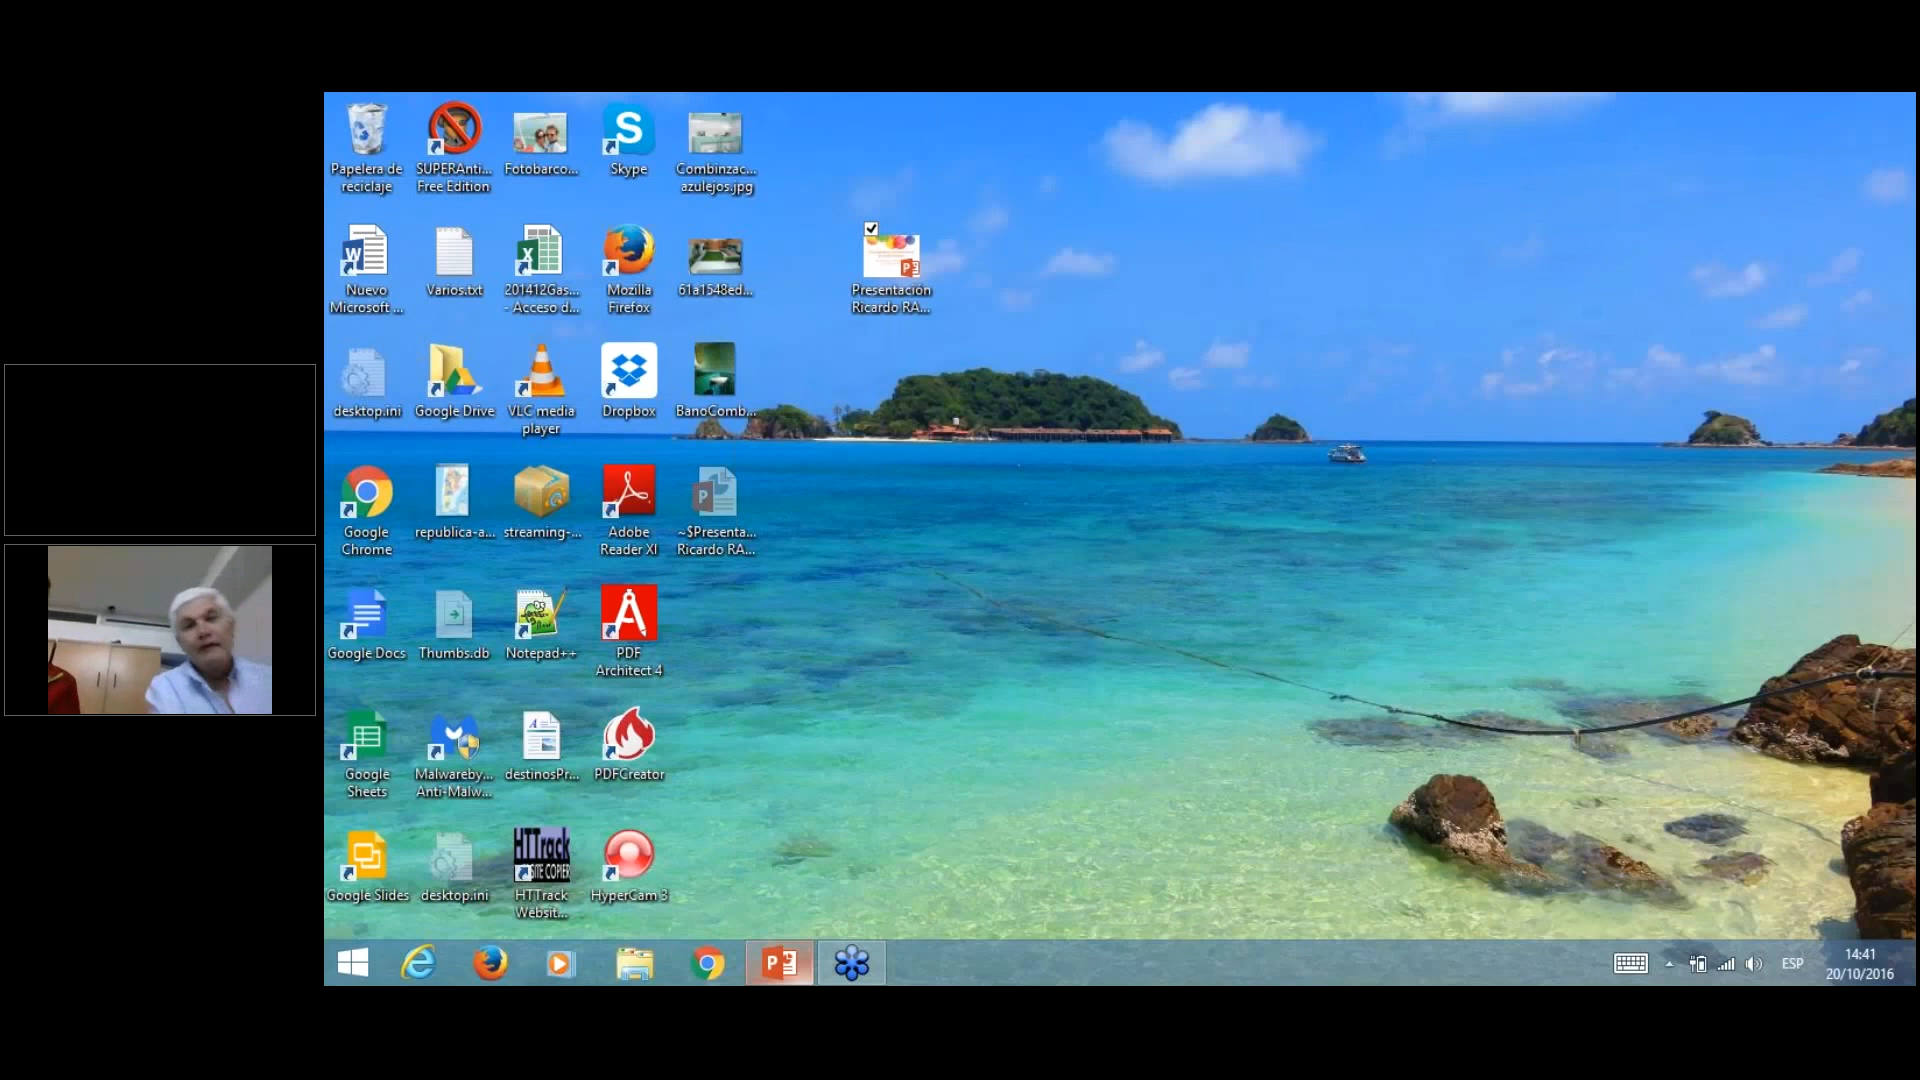 Papelera de
reciclaje
SUPERAnti...
Free Edition
Fotobarco...
Skype
Combinzac...
azulejos.jpg
Nuevo
Microsoft ...
Varios.txt
201412Gas...
- Acceso d...
Mozilla
Firefox
61a1548ed...
Presentación
Ricardo RA...
desktop.ini
Google Drive
VLC media
player
Dropbox
BanoComb...
Google
Chrome
republica-a...
streaming-...
Adobe
Reader XI
~$Presenta...
Ricardo RA...
Google Docs
Thumbs.db
Notepad++
PDF
Architect 4
Google
Sheets
Malwareby...
Anti-Malw...
destinosPr...
PDFCreator
Google Slides
desktop.ini
HTTrack
SITE COPIER
HTTrack
Websit...
HyperCam 3
ESP
14:41
20/10/2016